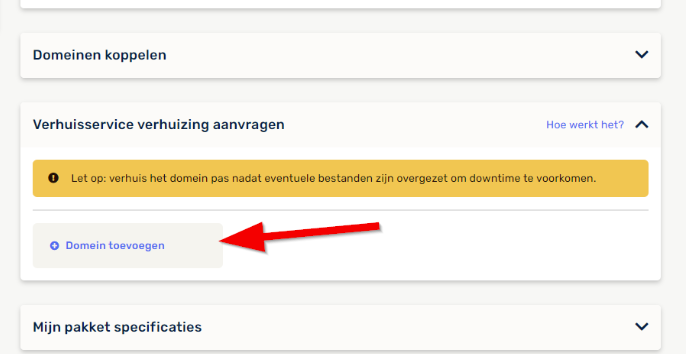 Domeinen koppelen
Verhuisservice verhuizing aanvragen
Hoe werkt het?
Let op: verhuis het domein pas nadat eventuele bestanden zijn overgezet om downtime te voorkomen.
Domein toevoegen
Mijn pakket specificaties